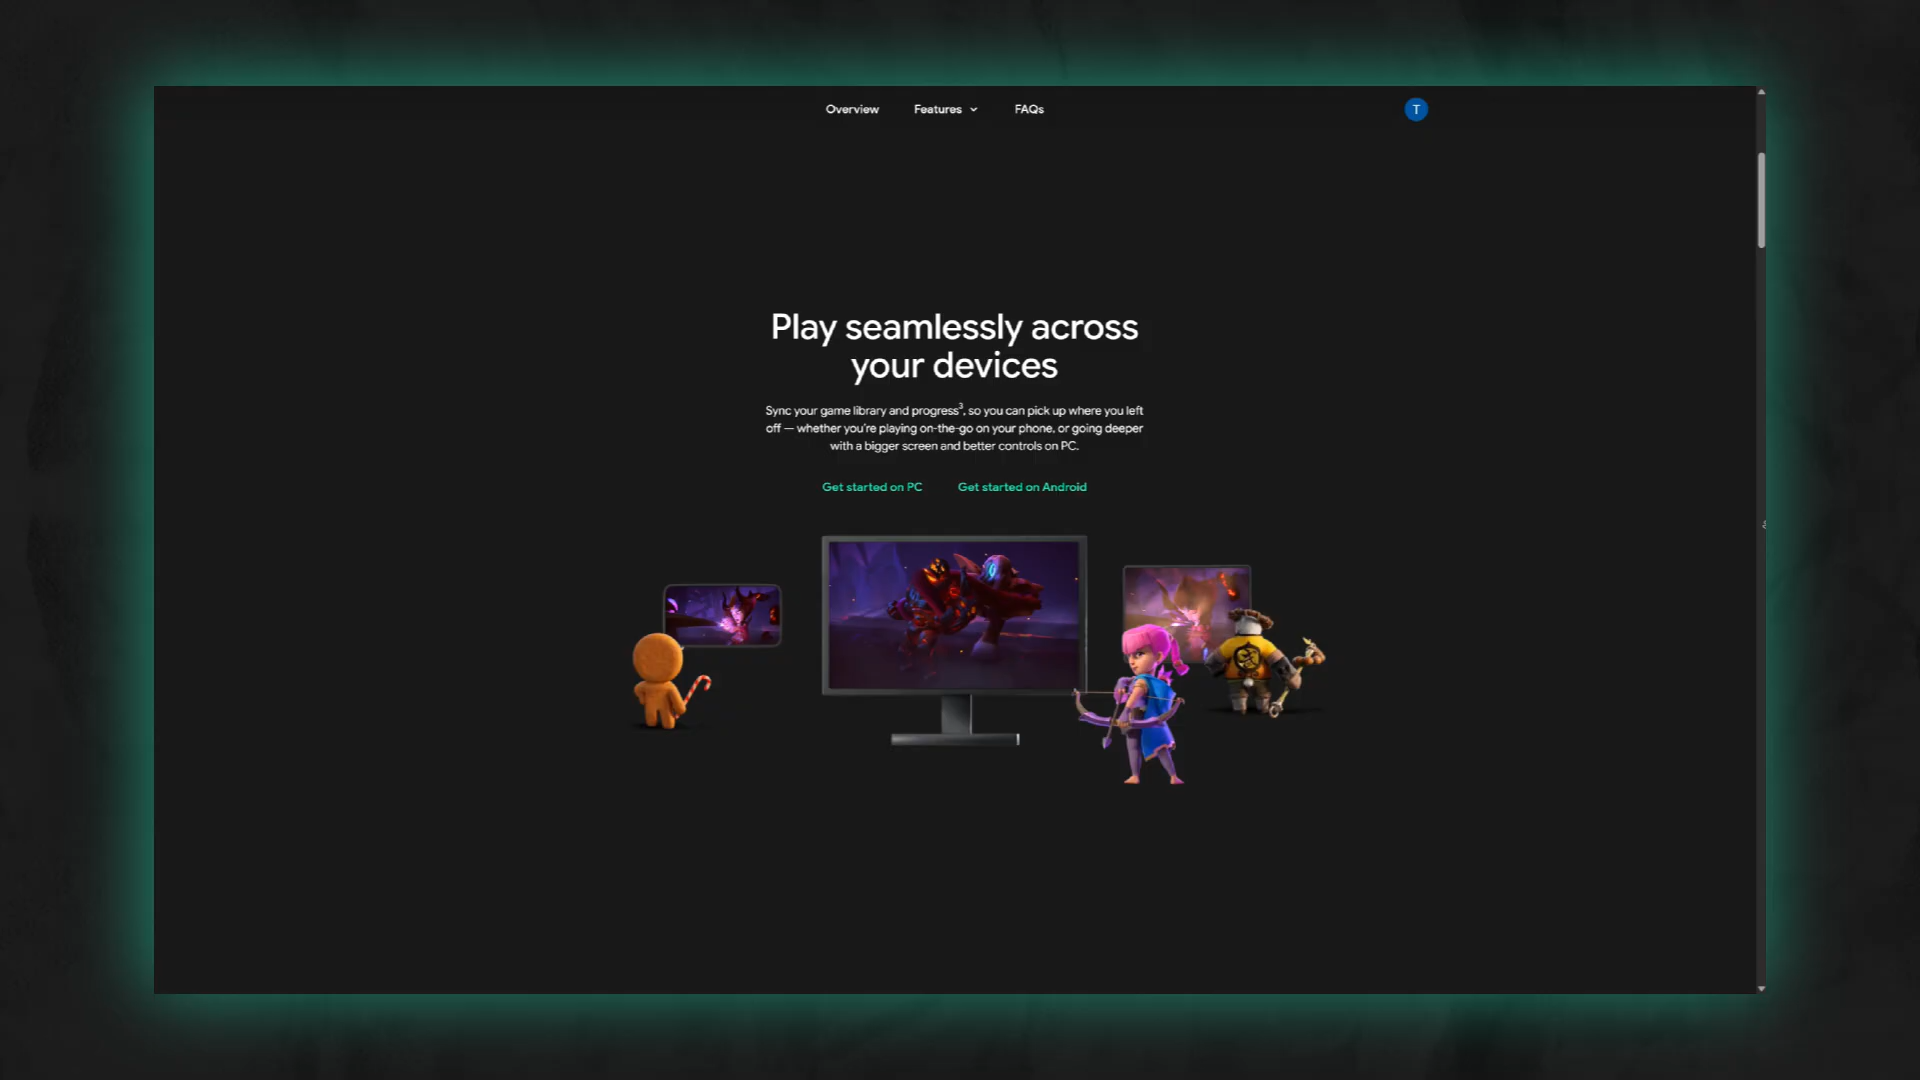 Overview Features FAQs T
Play seamlessly across
your devices
Sync your game library and progress³, so you can pick up where you left
off — whether you're playing on-the-go on your phone, or going deeper
with a bigger screen and better controls on PC.
Get started on PC Get started on Android